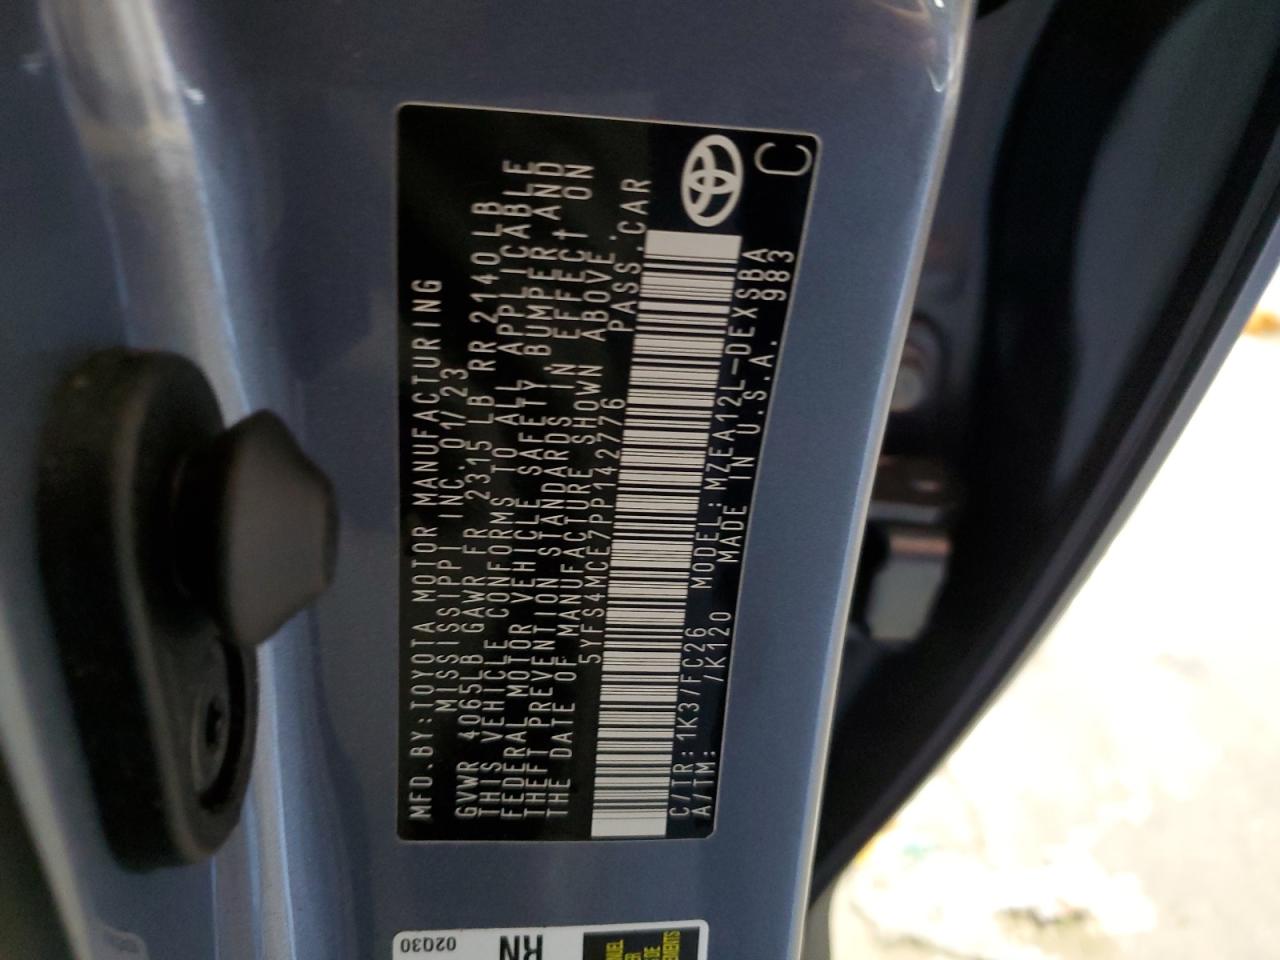 MFD.BY:TOYOTA MOTOR MANUFACTURING
MISSISSIPPI INC.01/23
GVWR 4065LB GAWR FR 2315 LB RR 2140 LB
THIS VEHICLE CONFORMS TO ALL APPLICABLE
FEDERAL MOTOR VEHICLE SAFETY, BUMPER, AND
THEFT PREVENTION STANDARDS IN EFFECT ON
THE DATE OF MANUFACTURE SHOWN ABOVE.
5YFS4MCE7PP142776 PASS.CAR
C/TR:1K3/FC26 MODEL:MZEA12L-DEXSBA
A/TM: /K120 MADE IN U.S.A. 983
C
02Q30
RN